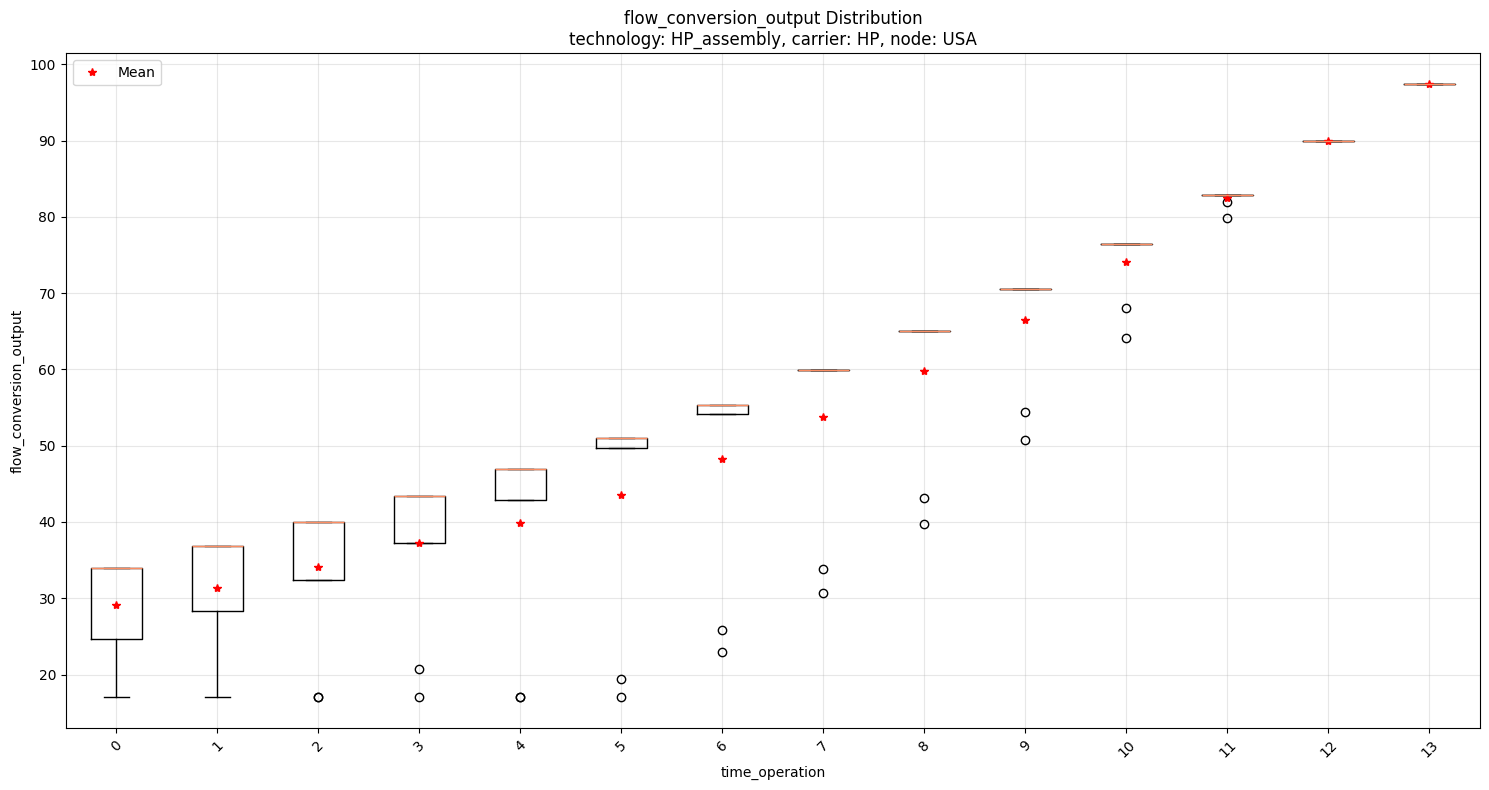 flow_conversion_output Distribution
technology: HP_assembly, carrier: HP, node: USA
Mean
flow_conversion_output
100
90
80
70
60
50
40
30
20
0 1 2 3 4 5 6 7 8 9 10 11 12 13
time_operation